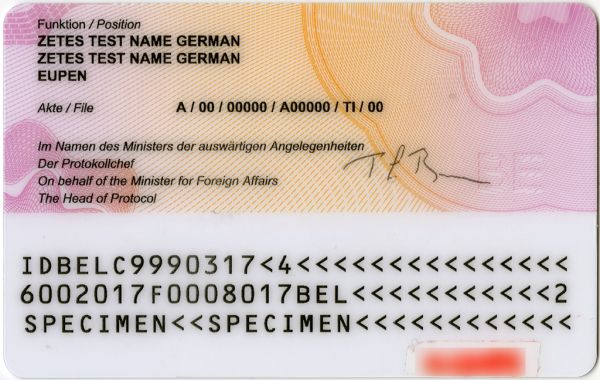 Funktion / Position
ZETES TEST NAME GERMAN
ZETES TEST NAME GERMAN
EUPEN
Akte / File A / 00 / 00000 / A00000 / TI / 00
Im Namen des Ministers der auswärtigen Angelegenheiten
Der Protokollchef
On behalf of the Minister for Foreign Affairs
The Head of Protocol
IDBELC9990317<4<<<<<<<<<<<<<<<
6002017F0008017BEL<<<<<<<<<<<2
SPECIMEN<<SPECIMEN<<<<<<<<<<<<